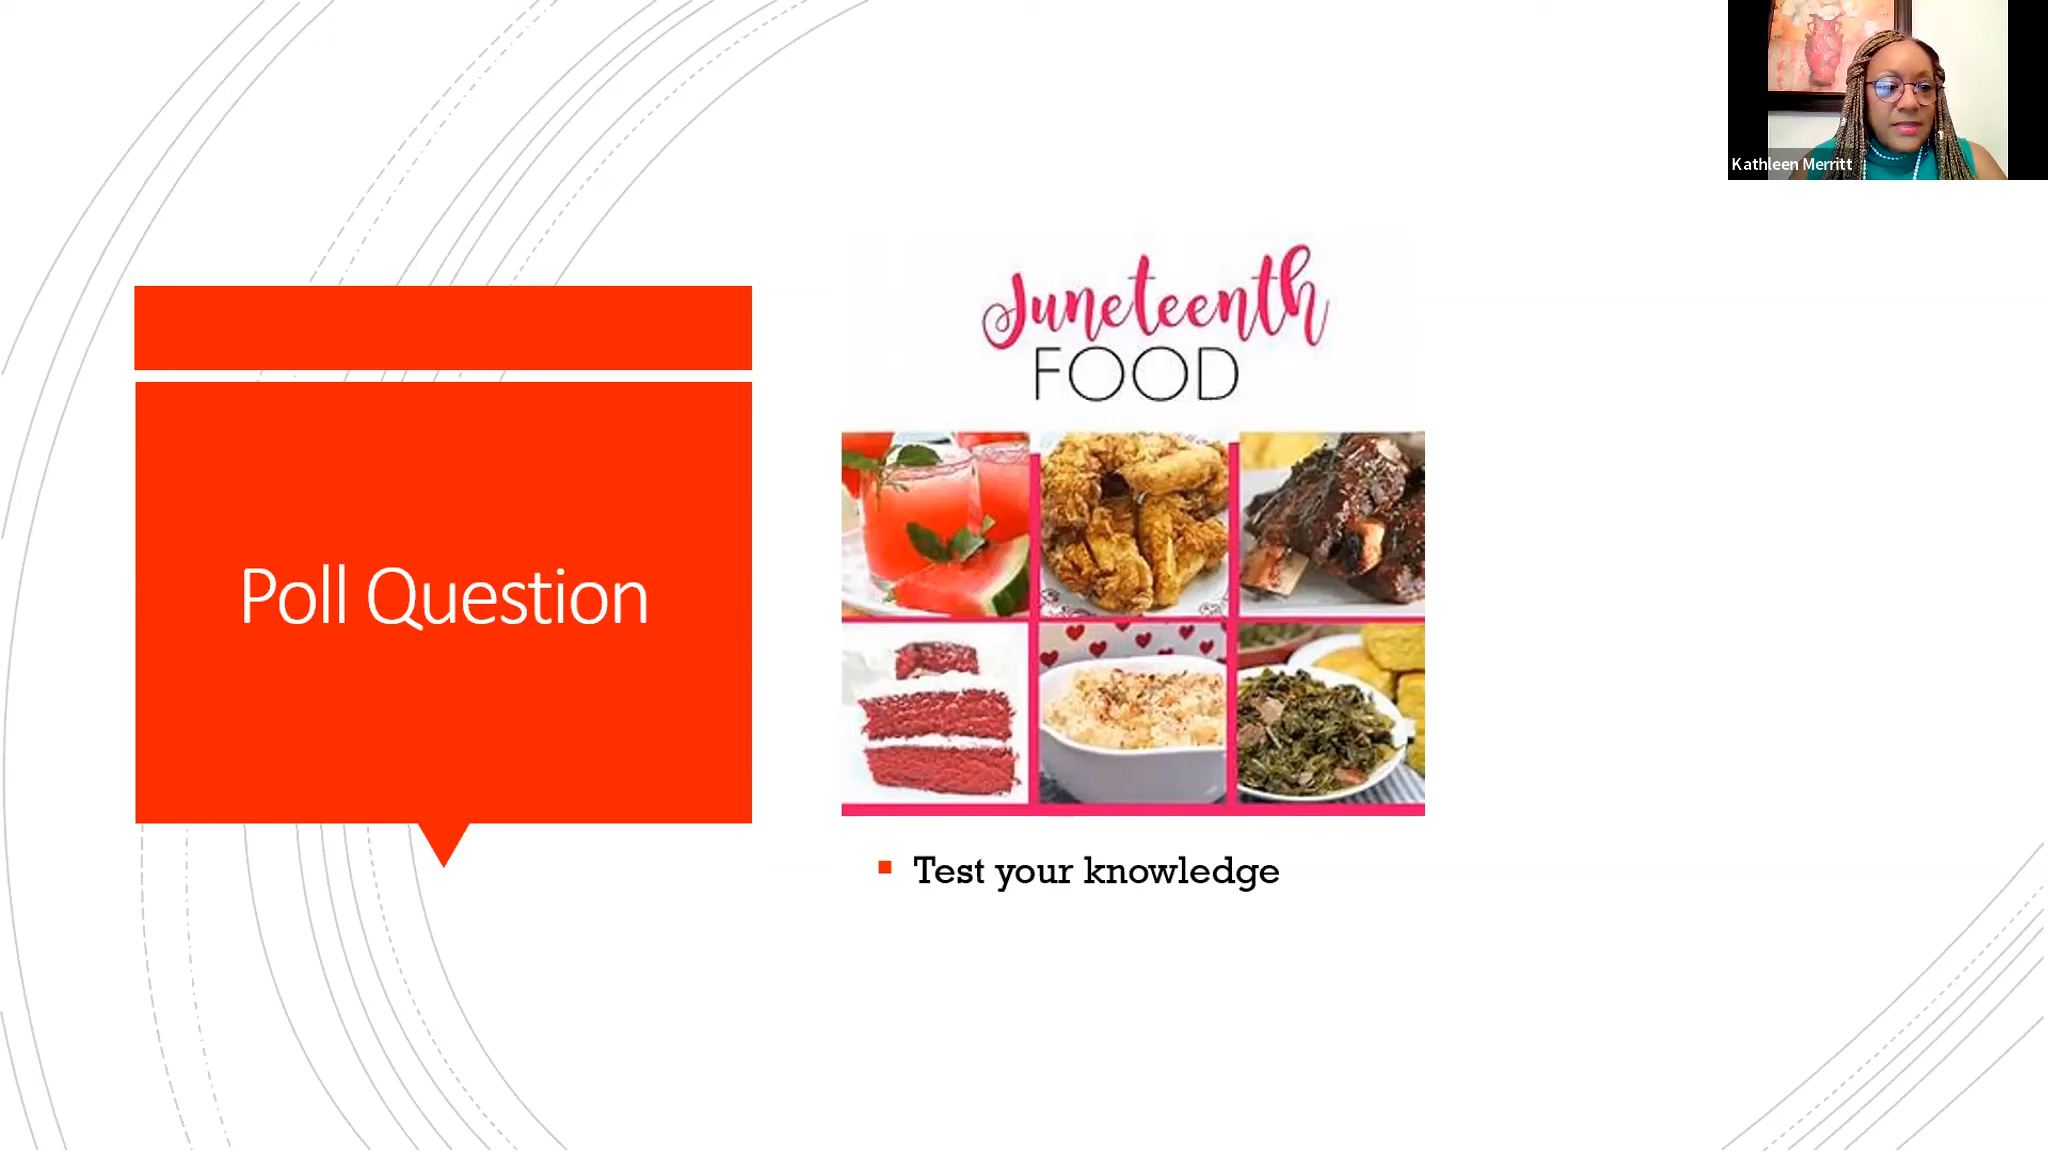 Kathleen Merritt
Juneteenth
FOOD
Poll Question
Test your knowledge